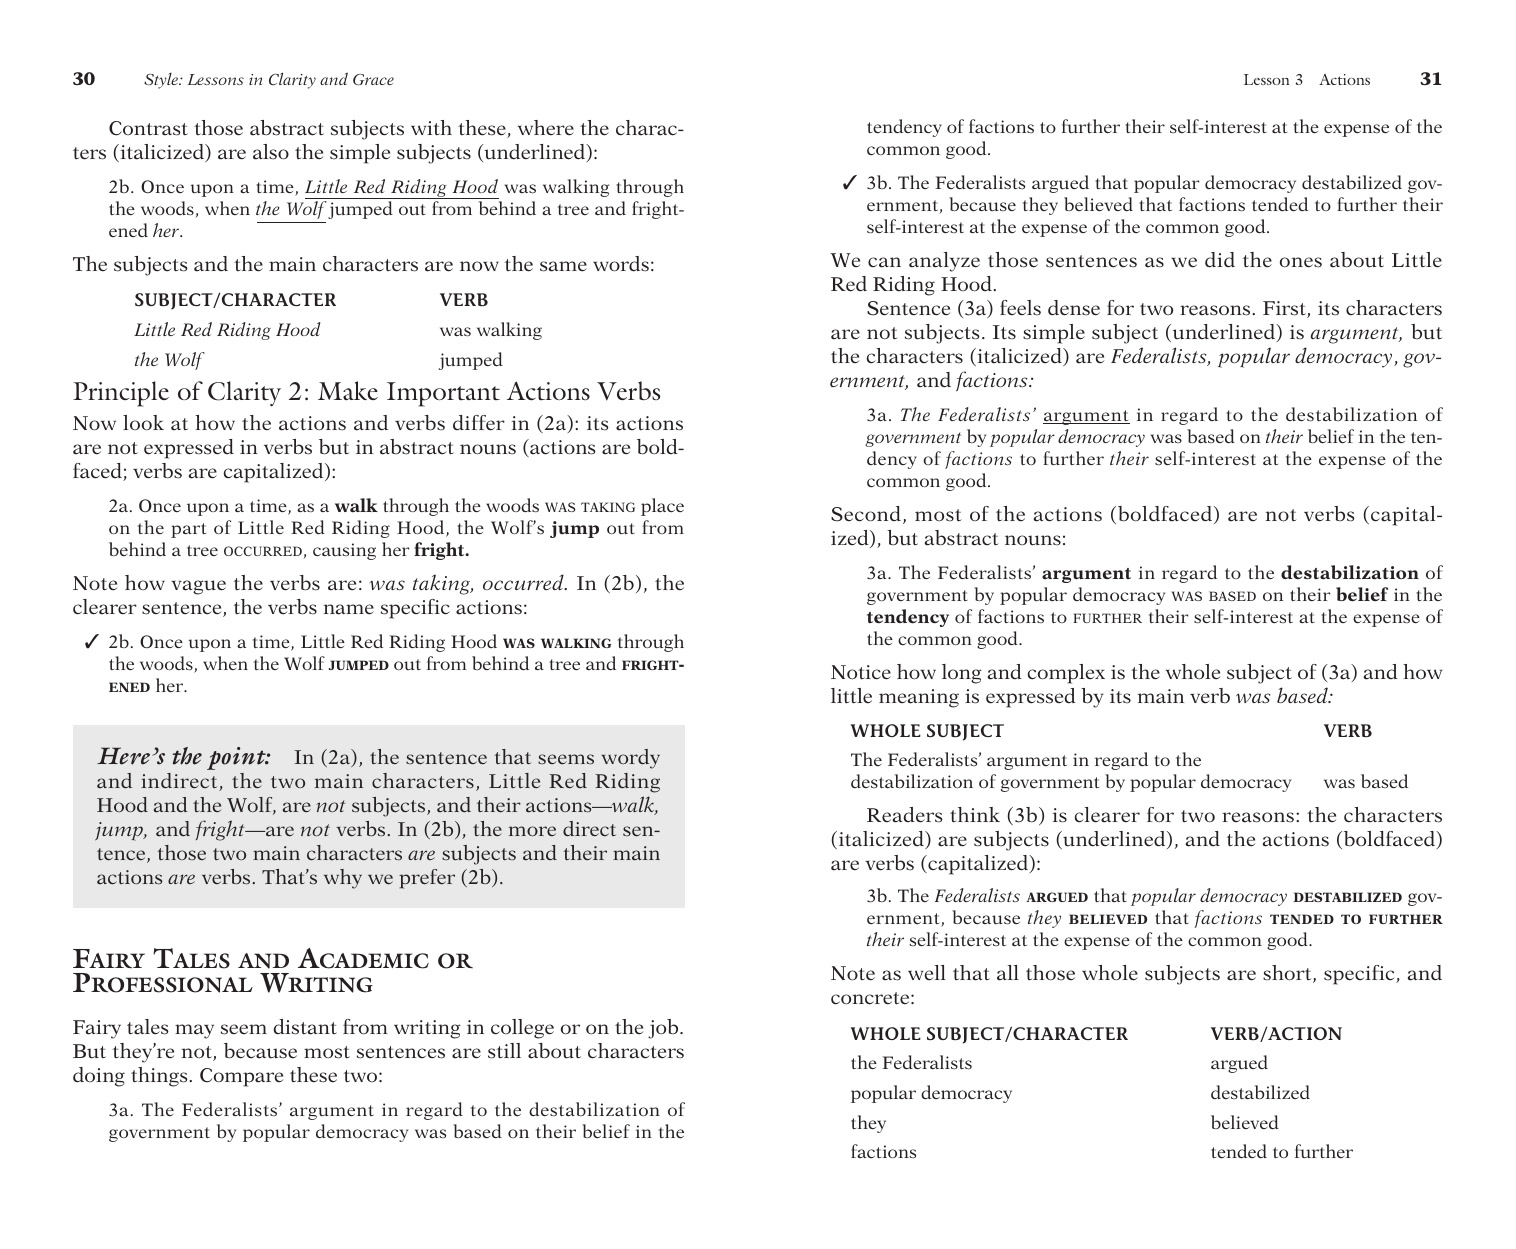 30 Style: Lessons in Clarity and Grace
Contrast those abstract subjects with these, where the charac-
ters (italicized) are also the simple subjects (underlined):
2b. Once upon a time, Little Red Riding Hood was walking through
the woods, when the Wolf jumped out from behind a tree and fright-
ened her.
The subjects and the main characters are now the same words:
SUBJECT/CHARACTER VERB
Little Red Riding Hood was walking
the Wolf jumped
Principle of Clarity 2: Make Important Actions Verbs
Now look at how the actions and verbs differ in (2a): its actions
are not expressed in verbs but in abstract nouns (actions are bold-
faced; verbs are capitalized):
2a. Once upon a time, as a walk through the woods WAS TAKING place
on the part of Little Red Riding Hood, the Wolf’s jump out from
behind a tree OCCURRED, causing her fright.
Note how vague the verbs are: was taking, occurred. In (2b), the
clearer sentence, the verbs name specific actions:
✓ 2b. Once upon a time, Little Red Riding Hood WAS WALKING through
the woods, when the Wolf JUMPED out from behind a tree and FRIGHT-
ENED her.
Here’s the point: In (2a), the sentence that seems wordy
and indirect, the two main characters, Little Red Riding
Hood and the Wolf, are not subjects, and their actions—walk,
jump, and fright—are not verbs. In (2b), the more direct sen-
tence, those two main characters are subjects and their main
actions are verbs. That’s why we prefer (2b).
FAIRY TALES AND ACADEMIC OR
PROFESSIONAL WRITING
Fairy tales may seem distant from writing in college or on the job.
But they’re not, because most sentences are still about characters
doing things. Compare these two:
3a. The Federalists’ argument in regard to the destabilization of
government by popular democracy was based on their belief in the
Lesson 3 Actions 31
tendency of factions to further their self-interest at the expense of the
common good.
✓ 3b. The Federalists argued that popular democracy destabilized gov-
ernment, because they believed that factions tended to further their
self-interest at the expense of the common good.
We can analyze those sentences as we did the ones about Little
Red Riding Hood.
Sentence (3a) feels dense for two reasons. First, its characters
are not subjects. Its simple subject (underlined) is argument, but
the characters (italicized) are Federalists, popular democracy, gov-
ernment, and factions:
3a. The Federalists’ argument in regard to the destabilization of
government by popular democracy was based on their belief in the ten-
dency of factions to further their self-interest at the expense of the
common good.
Second, most of the actions (boldfaced) are not verbs (capital-
ized), but abstract nouns:
3a. The Federalists’ argument in regard to the destabilization of
government by popular democracy WAS BASED on their belief in the
tendency of factions to FURTHER their self-interest at the expense of
the common good.
Notice how long and complex is the whole subject of (3a) and how
little meaning is expressed by its main verb was based:
WHOLE SUBJECT VERB
The Federalists’ argument in regard to the
destabilization of government by popular democracy was based
Readers think (3b) is clearer for two reasons: the characters
(italicized) are subjects (underlined), and the actions (boldfaced)
are verbs (capitalized):
3b. The Federalists ARGUED that popular democracy DESTABILIZED gov-
ernment, because they BELIEVED that factions TENDED TO FURTHER
their self-interest at the expense of the common good.
Note as well that all those whole subjects are short, specific, and
concrete:
WHOLE SUBJECT/CHARACTER VERB/ACTION
the Federalists argued
popular democracy destabilized
they believed
factions tended to further